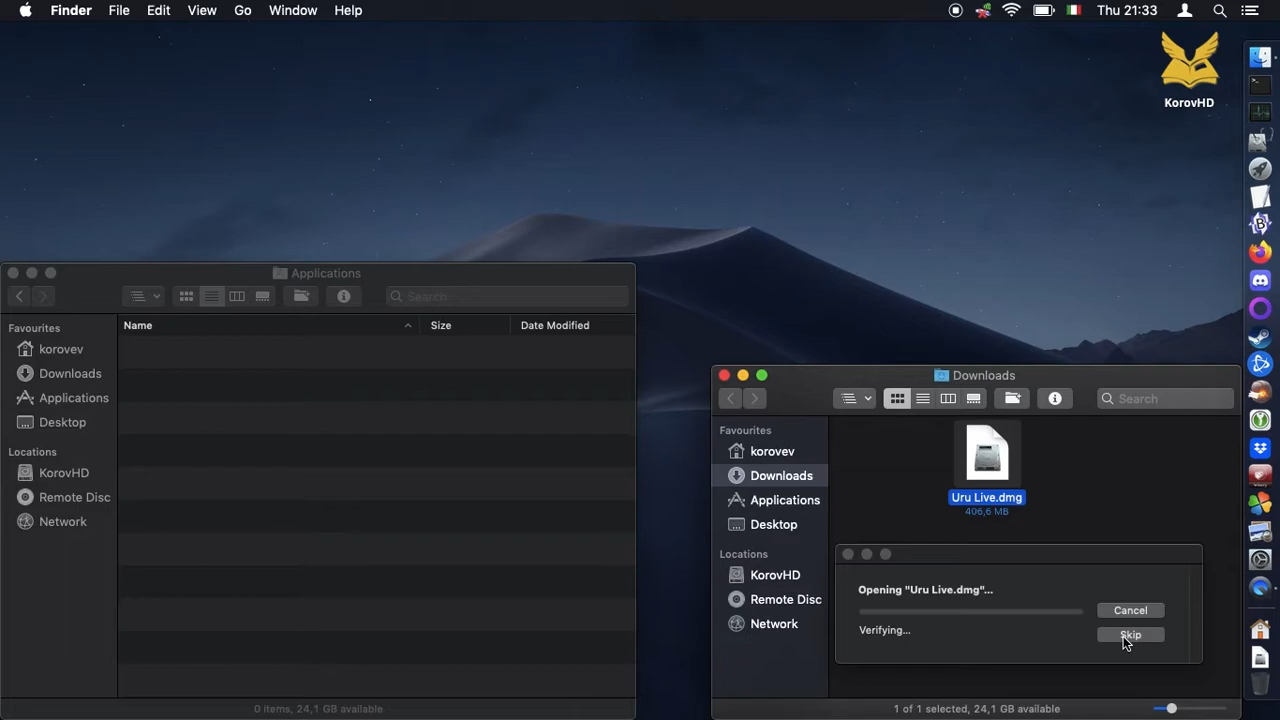 Finder File Edit View Go Window Help
Thu 21:33
KorovHD
Applications
Search
Favourites
korovev
Downloads
Applications
Desktop
Locations
KorovHD
Remote Disc
Network
Name Size Date Modified
0 items, 24,1 GB available
Downloads
Search
Favourites
korovev
Downloads
Applications
Desktop
Locations
KorovHD
Remote Disc
Network
Uru Live.dmg
406,6 MB
Opening "Uru Live.dmg"...
Cancel
Verifying...
Skip
1 of 1 selected, 24,1 GB available